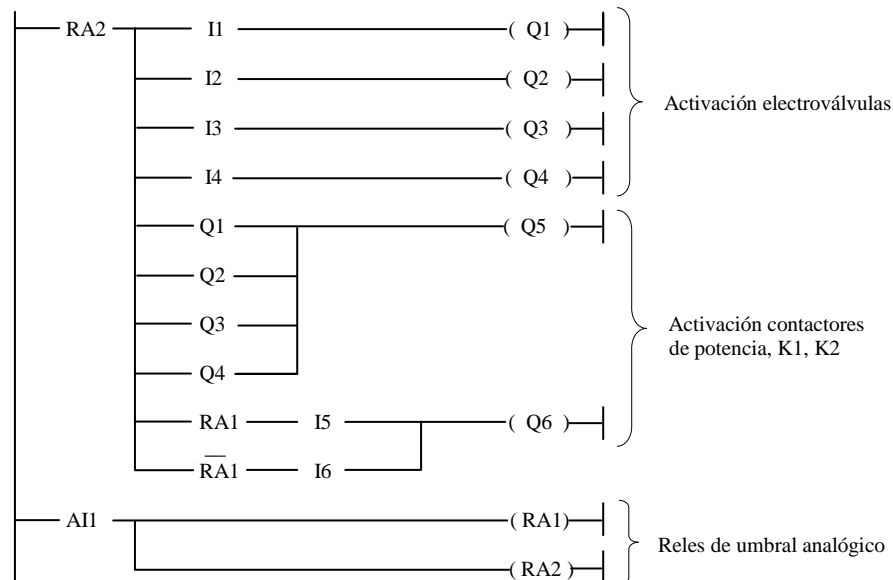 RA2 I1 ( Q1 )
I2 ( Q2 )
Activación electroválvulas
I3 ( Q3 )
I4 ( Q4 )
Q1 ( Q5 )
Q2
Q3
Activación contactores
de potencia, K1, K2
Q4
RA1 I5 ( Q6 )
R̅A̅1 I6
AI1 ( RA1)
Reles de umbral analógico
( RA2 )